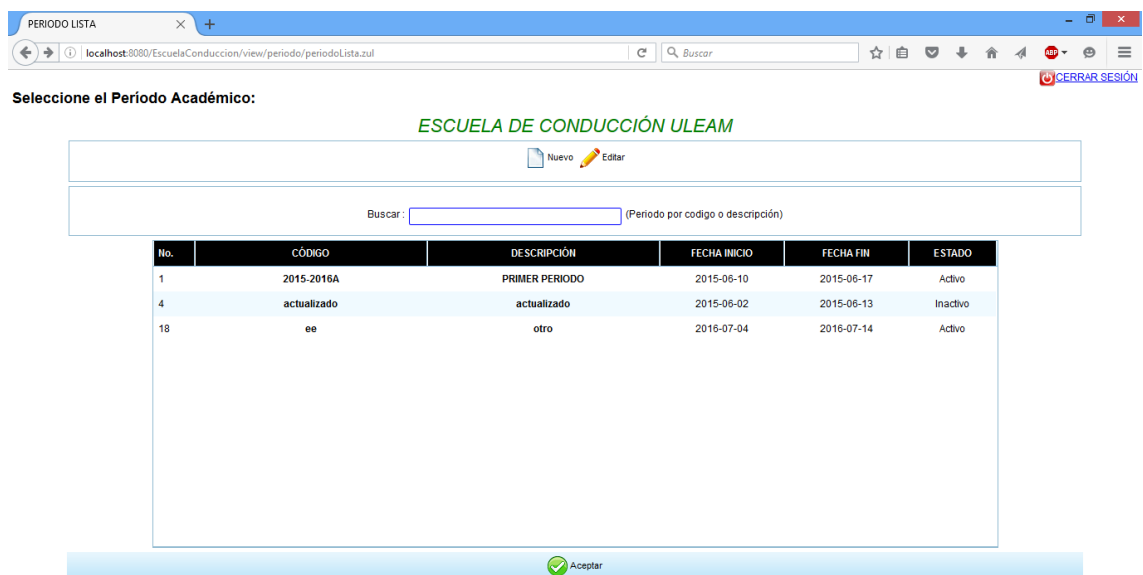 PERIODO LISTA
localhost:8080/EscuelaConduccion/view/periodo/periodoLista.zul
Buscar
ABP
CERRAR SESIÓN
Seleccione el Período Académico:
ESCUELA DE CONDUCCIÓN ULEAM
Nuevo Editar
Buscar : (Periodo por codigo o descripción)
No. CÓDIGO DESCRIPCIÓN FECHA INICIO FECHA FIN ESTADO
1 2015-2016A PRIMER PERIODO 2015-06-10 2015-06-17 Activo
4 actualizado actualizado 2015-06-02 2015-06-13 Inactivo
18 ee otro 2016-07-04 2016-07-14 Activo
Aceptar